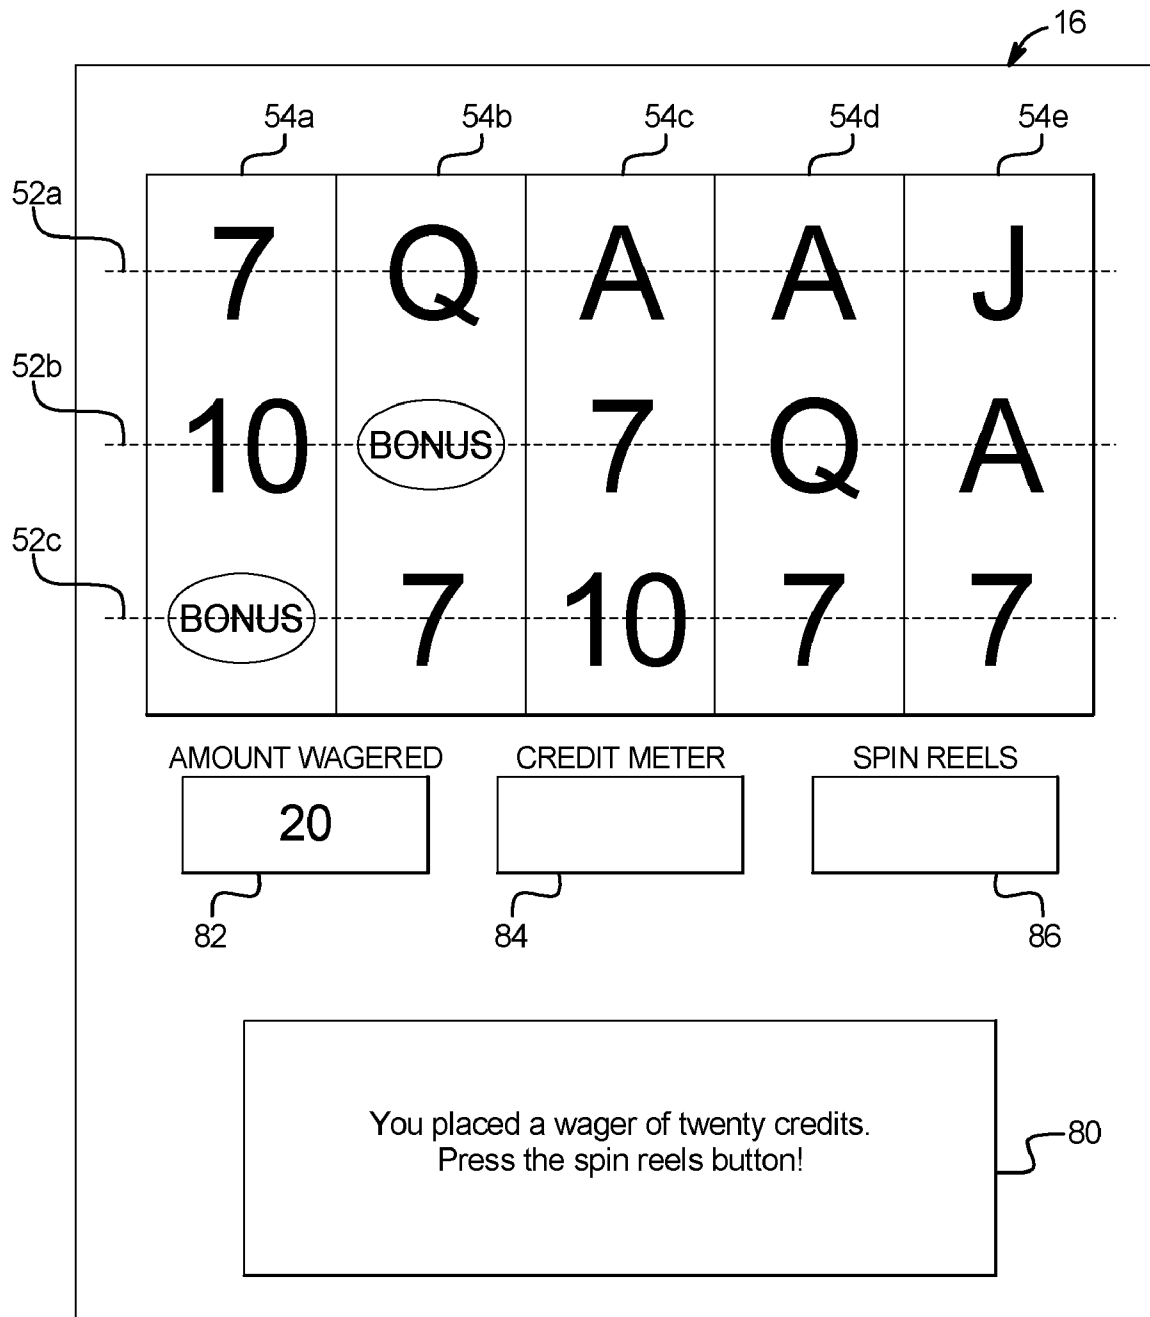 16
54a 54b 54c 54d 54e
52a
7 Q A A J
52b
10 BONUS 7 Q A
52c
BONUS 7 10 7 7
AMOUNT WAGERED CREDIT METER SPIN REELS
20
82 84 86
You placed a wager of twenty credits.
Press the spin reels button!
80